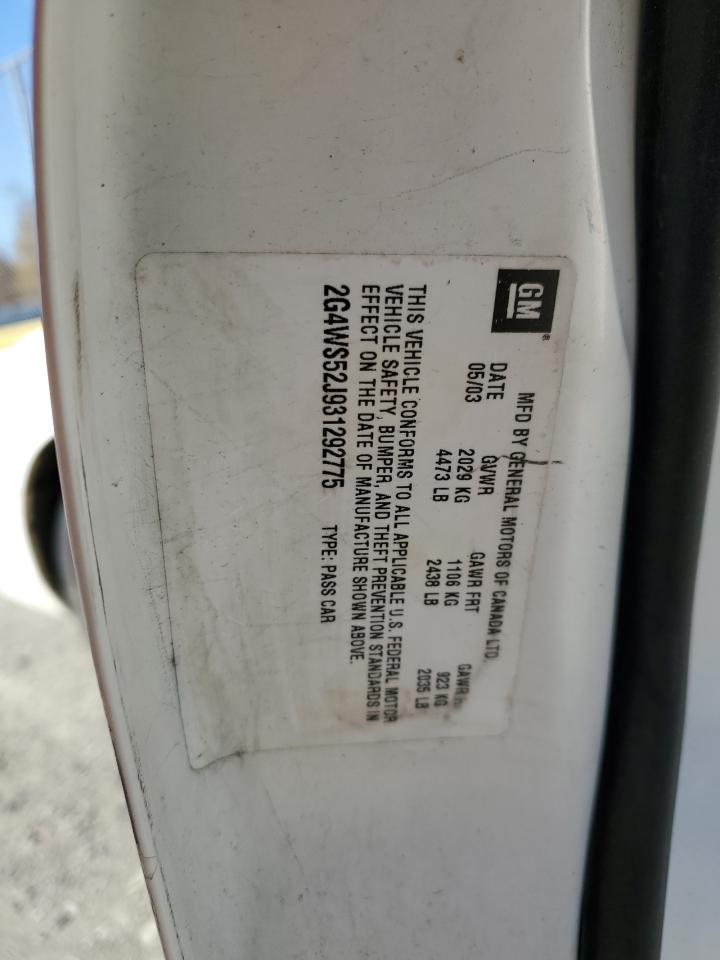 GM®
MFD BY GENERAL MOTORS OF CANADA LTD.
DATE GVWR GAWR FRT GAWR
05/03 2029 KG 1106 KG 923 KG
4473 LB 2438 LB 2035 LB
THIS VEHICLE CONFORMS TO ALL APPLICABLE U.S. FEDERAL MOTOR
VEHICLE SAFETY, BUMPER, AND THEFT PREVENTION STANDARDS IN
EFFECT ON THE DATE OF MANUFACTURE SHOWN ABOVE.
2G4WS52J931292775 TYPE: PASS CAR